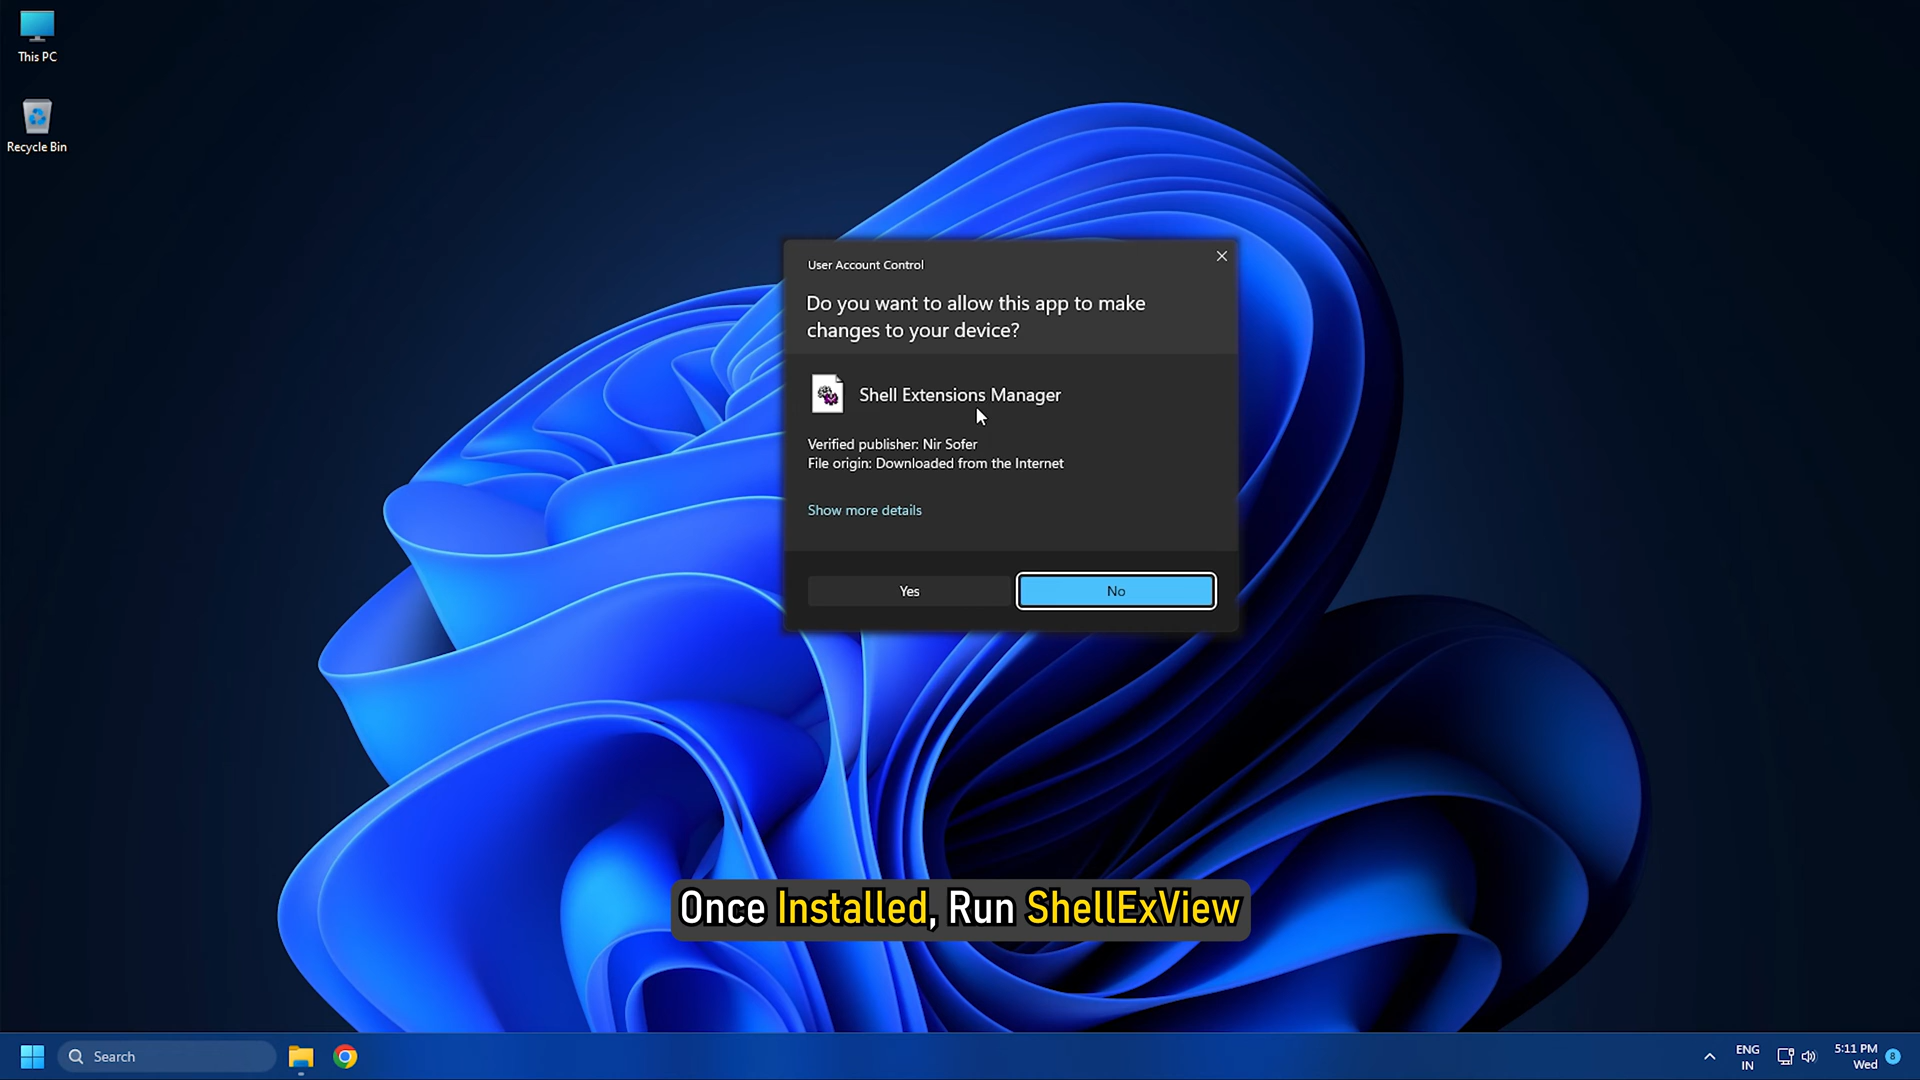 This PC
Recycle Bin
User Account Control
Do you want to allow this app to make
changes to your device?
Shell Extensions Manager
Verified publisher: Nir Sofer
File origin: Downloaded from the Internet
Show more details
Yes
No
Once Installed, Run ShellExView
Search
ENG
IN
5:11 PM
Wed
8